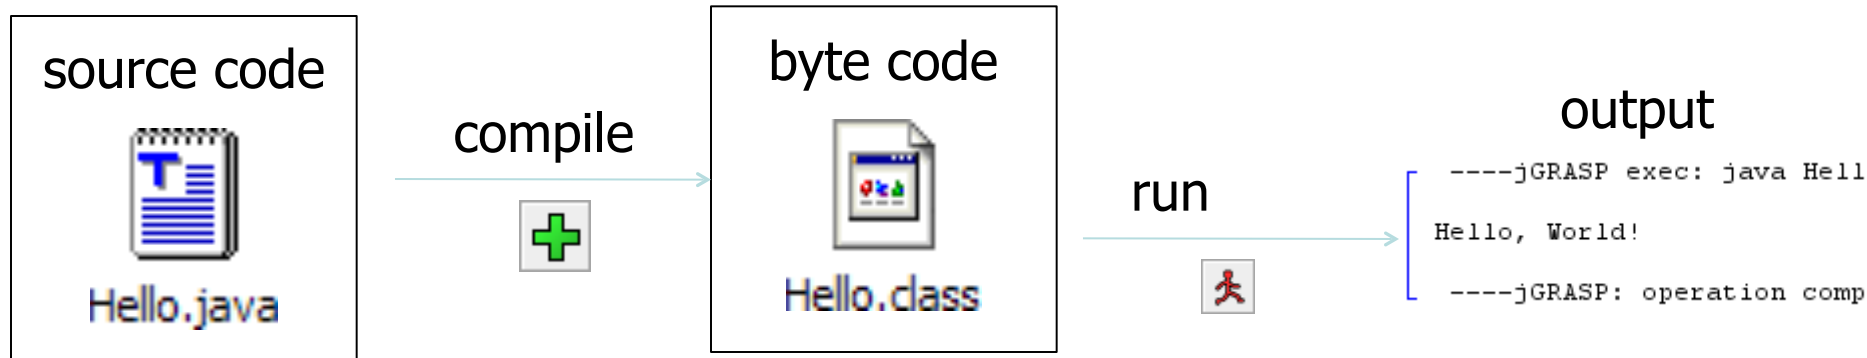 source code
Hello.java
compile
byte code
Hello.class
run
output
----jGRASP exec: java Hell
Hello, World!
----jGRASP: operation comp